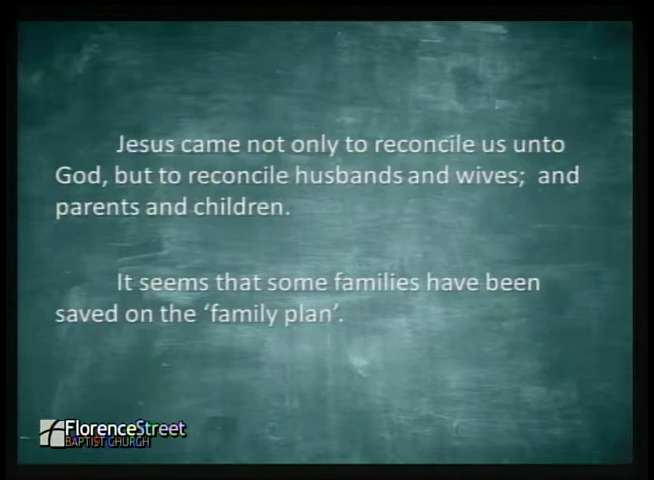 Jesus came not only to reconcile us unto
God, but to reconcile husbands and wives;  and
parents and children.
It seems that some families have been
saved on the ‘family plan’.
FlorenceStreet
BAPTIST CHURCH